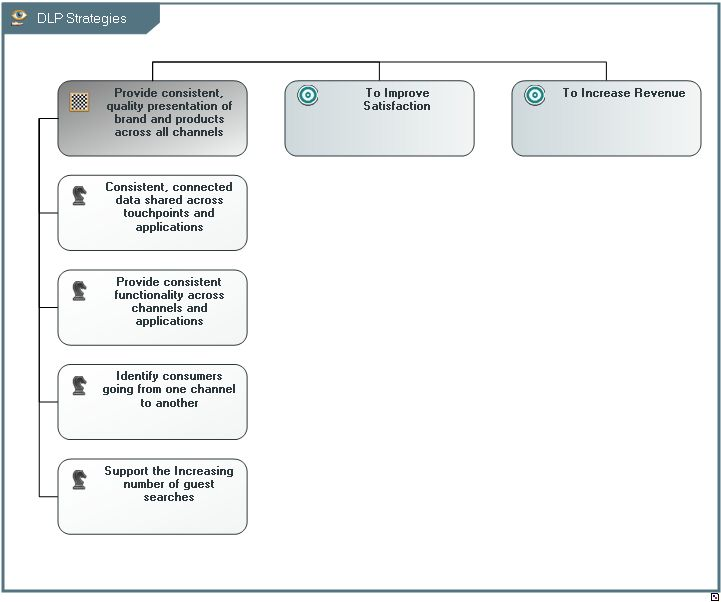 DLP Strategies
Provide consistent,
quality presentation of
brand and products
across all channels
To Improve
Satisfaction
To Increase Revenue
Consistent, connected
data shared across
touchpoints and
applications
Provide consistent
functionality across
channels and
applications
Identify consumers
going from one channel
to another
Support the Increasing
number of guest
searches